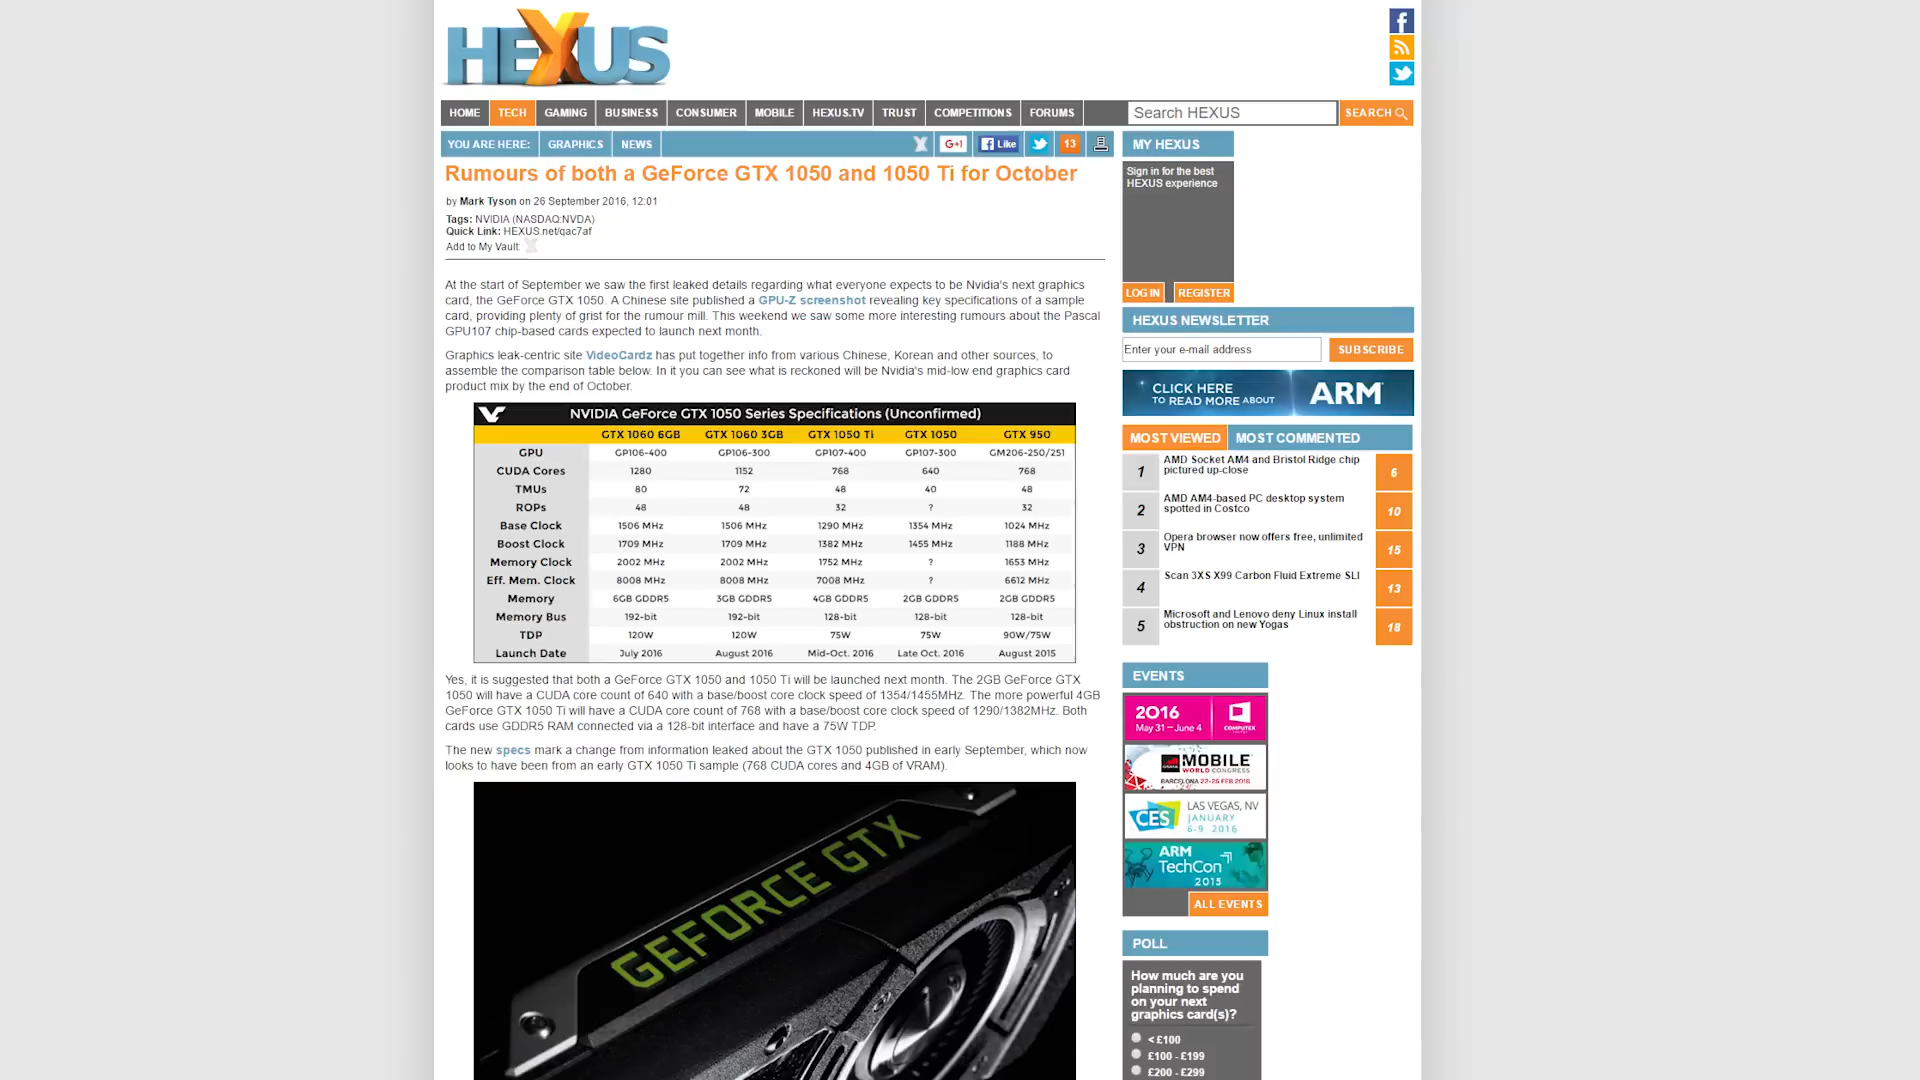 HEXUS
HOME TECH GAMING BUSINESS CONSUMER MOBILE HEXUS.TV TRUST COMPETITIONS FORUMS Search HEXUS SEARCH
YOU ARE HERE: GRAPHICS NEWS G+1 Like 13
Rumours of both a GeForce GTX 1050 and 1050 Ti for October
by Mark Tyson on 26 September 2016, 12:01
Tags: NVIDIA (NASDAQ:NVDA)
Quick Link: HEXUS.net/qac7af
Add to My Vault:
At the start of September we saw the first leaked details regarding what everyone expects to be Nvidia's next graphics
card, the GeForce GTX 1050. A Chinese site published a GPU-Z screenshot revealing key specifications of a sample
card, providing plenty of grist for the rumour mill. This weekend we saw some more interesting rumours about the Pascal
GPU107 chip-based cards expected to launch next month.
Graphics leak-centric site VideoCardz has put together info from various Chinese, Korean and other sources, to
assemble the comparison table below. In it you can see what is reckoned will be Nvidia's mid-low end graphics card
product mix by the end of October.
NVIDIA GeForce GTX 1050 Series Specifications (Unconfirmed)
GTX 1060 6GB GTX 1060 3GB GTX 1050 Ti GTX 1050 GTX 950
GPU GP106-400 GP106-300 GP107-400 GP107-300 GM206-250/251
CUDA Cores 1280 1152 768 640 768
TMUs 80 72 48 40 48
ROPs 48 48 32 ? 32
Base Clock 1506 MHz 1506 MHz 1290 MHz 1354 MHz 1024 MHz
Boost Clock 1709 MHz 1709 MHz 1382 MHz 1455 MHz 1188 MHz
Memory Clock 2002 MHz 2002 MHz 1752 MHz ? 1653 MHz
Eff. Mem. Clock 8008 MHz 8008 MHz 7008 MHz ? 6612 MHz
Memory 6GB GDDR5 3GB GDDR5 4GB GDDR5 2GB GDDR5 2GB GDDR5
Memory Bus 192-bit 192-bit 128-bit 128-bit 128-bit
TDP 120W 120W 75W 75W 90W/75W
Launch Date July 2016 August 2016 Mid-Oct. 2016 Late Oct. 2016 August 2015
Yes, it is suggested that both a GeForce GTX 1050 and 1050 Ti will be launched next month. The 2GB GeForce GTX
1050 will have a CUDA core count of 640 with a base/boost core clock speed of 1354/1455MHz. The more powerful 4GB
GeForce GTX 1050 Ti will have a CUDA core count of 768 with a base/boost core clock speed of 1290/1382MHz. Both
cards use GDDR5 RAM connected via a 128-bit interface and have a 75W TDP.
The new specs mark a change from information leaked about the GTX 1050 published in early September, which now
looks to have been from an early GTX 1050 Ti sample (768 CUDA cores and 4GB of VRAM).
GEFORCE GTX
MY HEXUS
Sign in for the best
HEXUS experience
LOG IN REGISTER
HEXUS NEWSLETTER
Enter your e-mail address SUBSCRIBE
CLICK HERE
TO READ MORE ABOUT
ARM
MOST VIEWED MOST COMMENTED
1 AMD Socket AM4 and Bristol Ridge chip
pictured up-close 6
2 AMD AM4-based PC desktop system
spotted in Costco 10
3 Opera browser now offers free, unlimited
VPN 15
4 Scan 3XS X99 Carbon Fluid Extreme SLI 13
5 Microsoft and Lenovo deny Linux install
obstruction on new Yogas 18
EVENTS
2016
May 31 – June 4
COMPUTEX
MOBILE
WORLD CONGRESS
BARCELONA 22-25 FEB 2016
CES
LAS VEGAS, NV
JANUARY
6-9 2016
ARM
TechCon
2015
ALL EVENTS
POLL
How much are you
planning to spend
on your next
graphics card(s)?
< £100
£100 - £199
£200 - £299